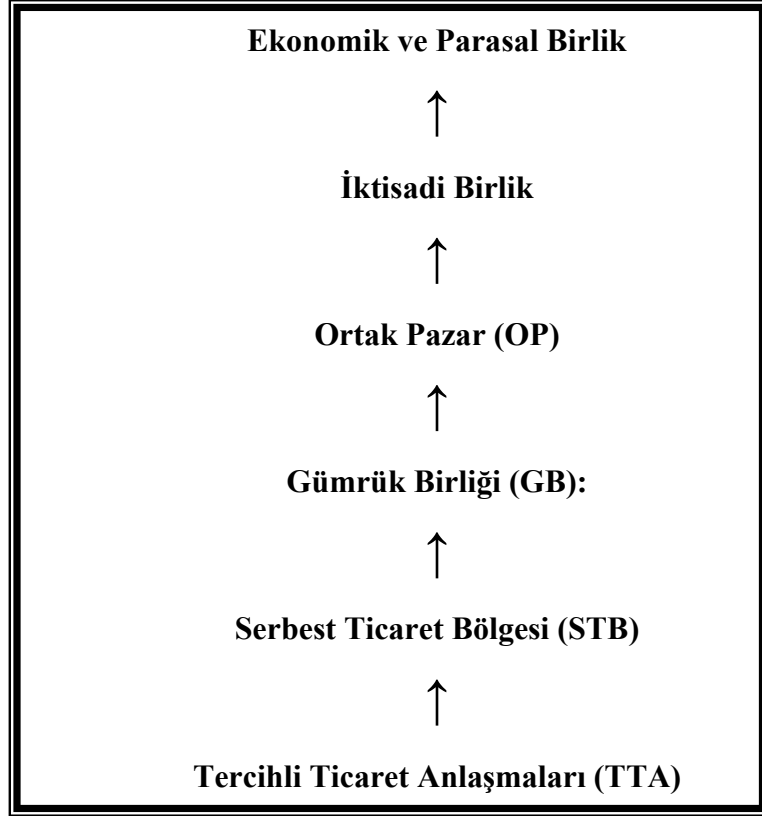 Ekonomik ve Parasal Birlik
↑
İktisadi Birlik
↑
Ortak Pazar (OP)
↑
Gümrük Birliği (GB):
↑
Serbest Ticaret Bölgesi (STB)
↑
Tercihli Ticaret Anlaşmaları (TTA)